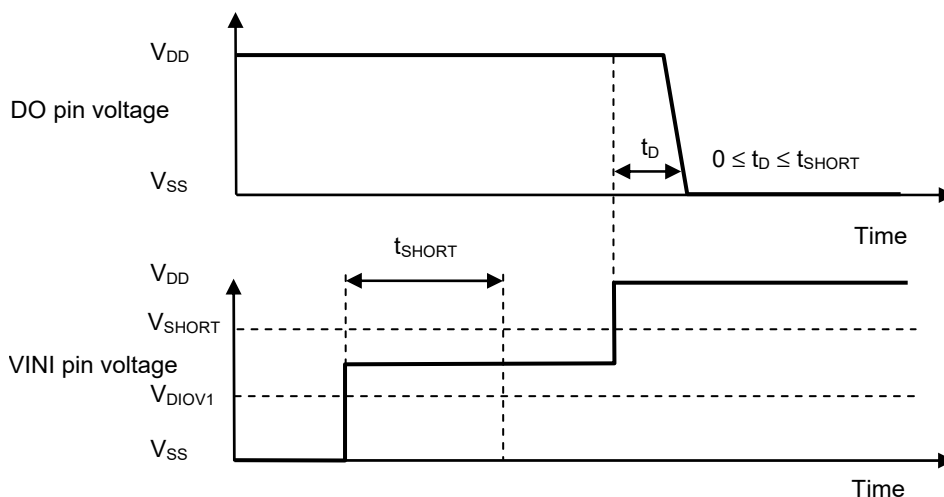 V_DD
DO pin voltage
t_D
0 ≤ t_D ≤ t_SHORT
V_SS
Time
t_SHORT
V_DD
V_SHORT
VINI pin voltage
V_DIOV1
V_SS
Time